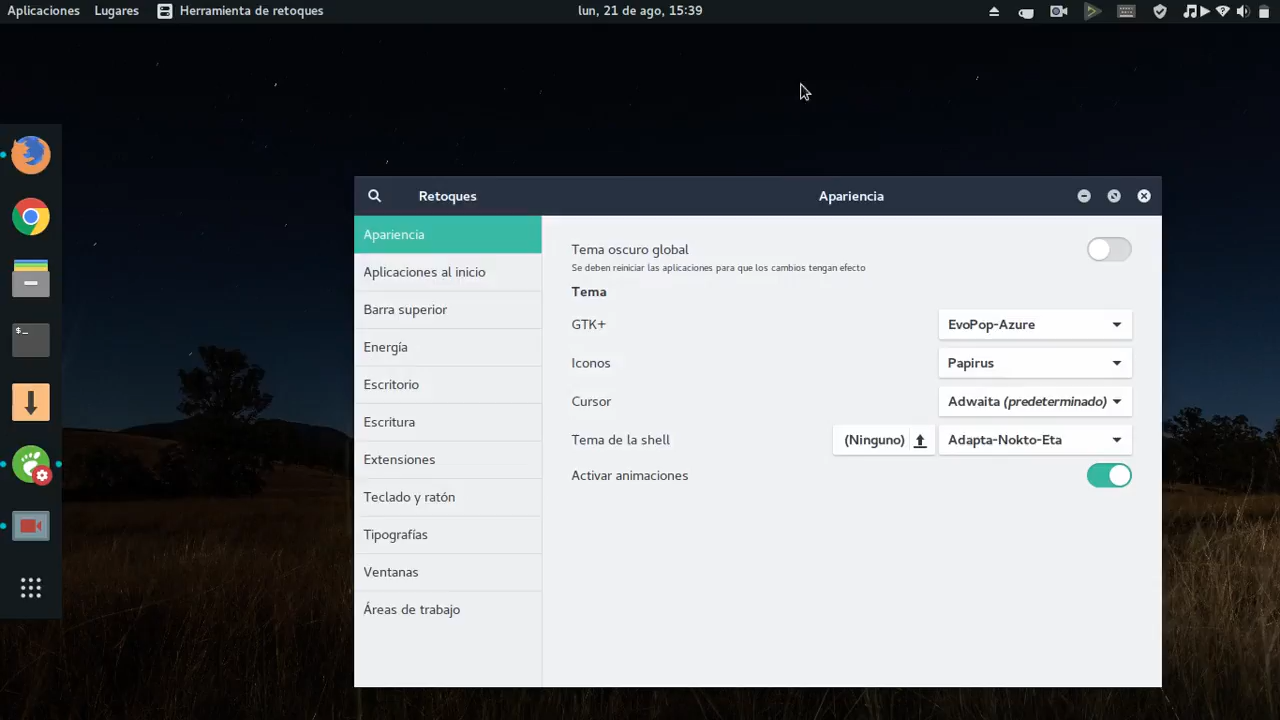 Aplicaciones Lugares Herramienta de retoques lun, 21 de ago, 15:39
$_
Retoques Apariencia
Apariencia
Aplicaciones al inicio
Barra superior
Energía
Escritorio
Escritura
Extensiones
Teclado y ratón
Tipografías
Ventanas
Áreas de trabajo
Tema oscuro global
Se deben reiniciar las aplicaciones para que los cambios tengan efecto
Tema
GTK+ EvoPop-Azure
Iconos Papirus
Cursor Adwaita (predeterminado)
Tema de la shell (Ninguno) Adapta-Nokto-Eta
Activar animaciones